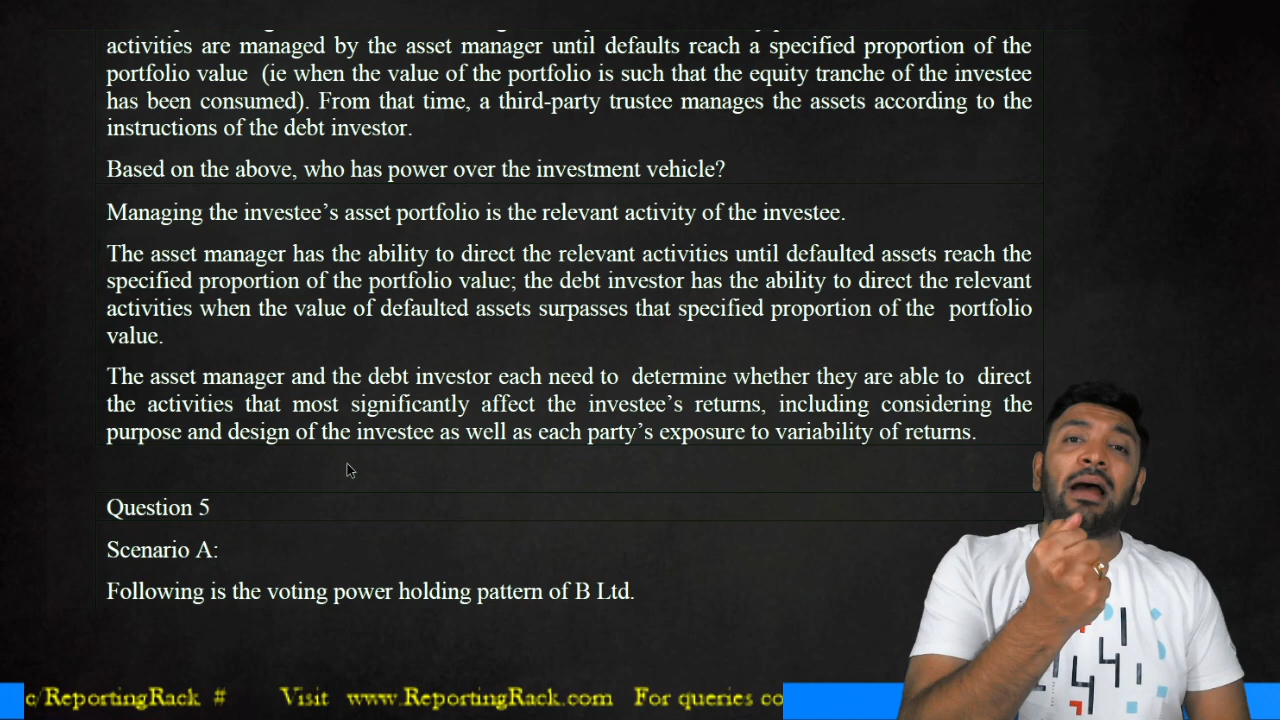 activities are managed by the asset manager until defaults reach a specified proportion of the
portfolio value (ie when the value of the portfolio is such that the equity tranche of the investee
has been consumed). From that time, a third-party trustee manages the assets according to the
instructions of the debt investor.
Based on the above, who has power over the investment vehicle?
Managing the investee's asset portfolio is the relevant activity of the investee.
The asset manager has the ability to direct the relevant activities until defaulted assets reach the
specified proportion of the portfolio value; the debt investor has the ability to direct the relevant
activities when the value of defaulted assets surpasses that specified proportion of the portfolio
value.
The asset manager and the debt investor each need to determine whether they are able to direct
the activities that most significantly affect the investee's returns, including considering the
purpose and design of the investee as well as each party's exposure to variability of returns.
Question 5
Scenario A:
Following is the voting power holding pattern of B Ltd.
c/ReportingRack # Visit www.ReportingRack.com For queries co